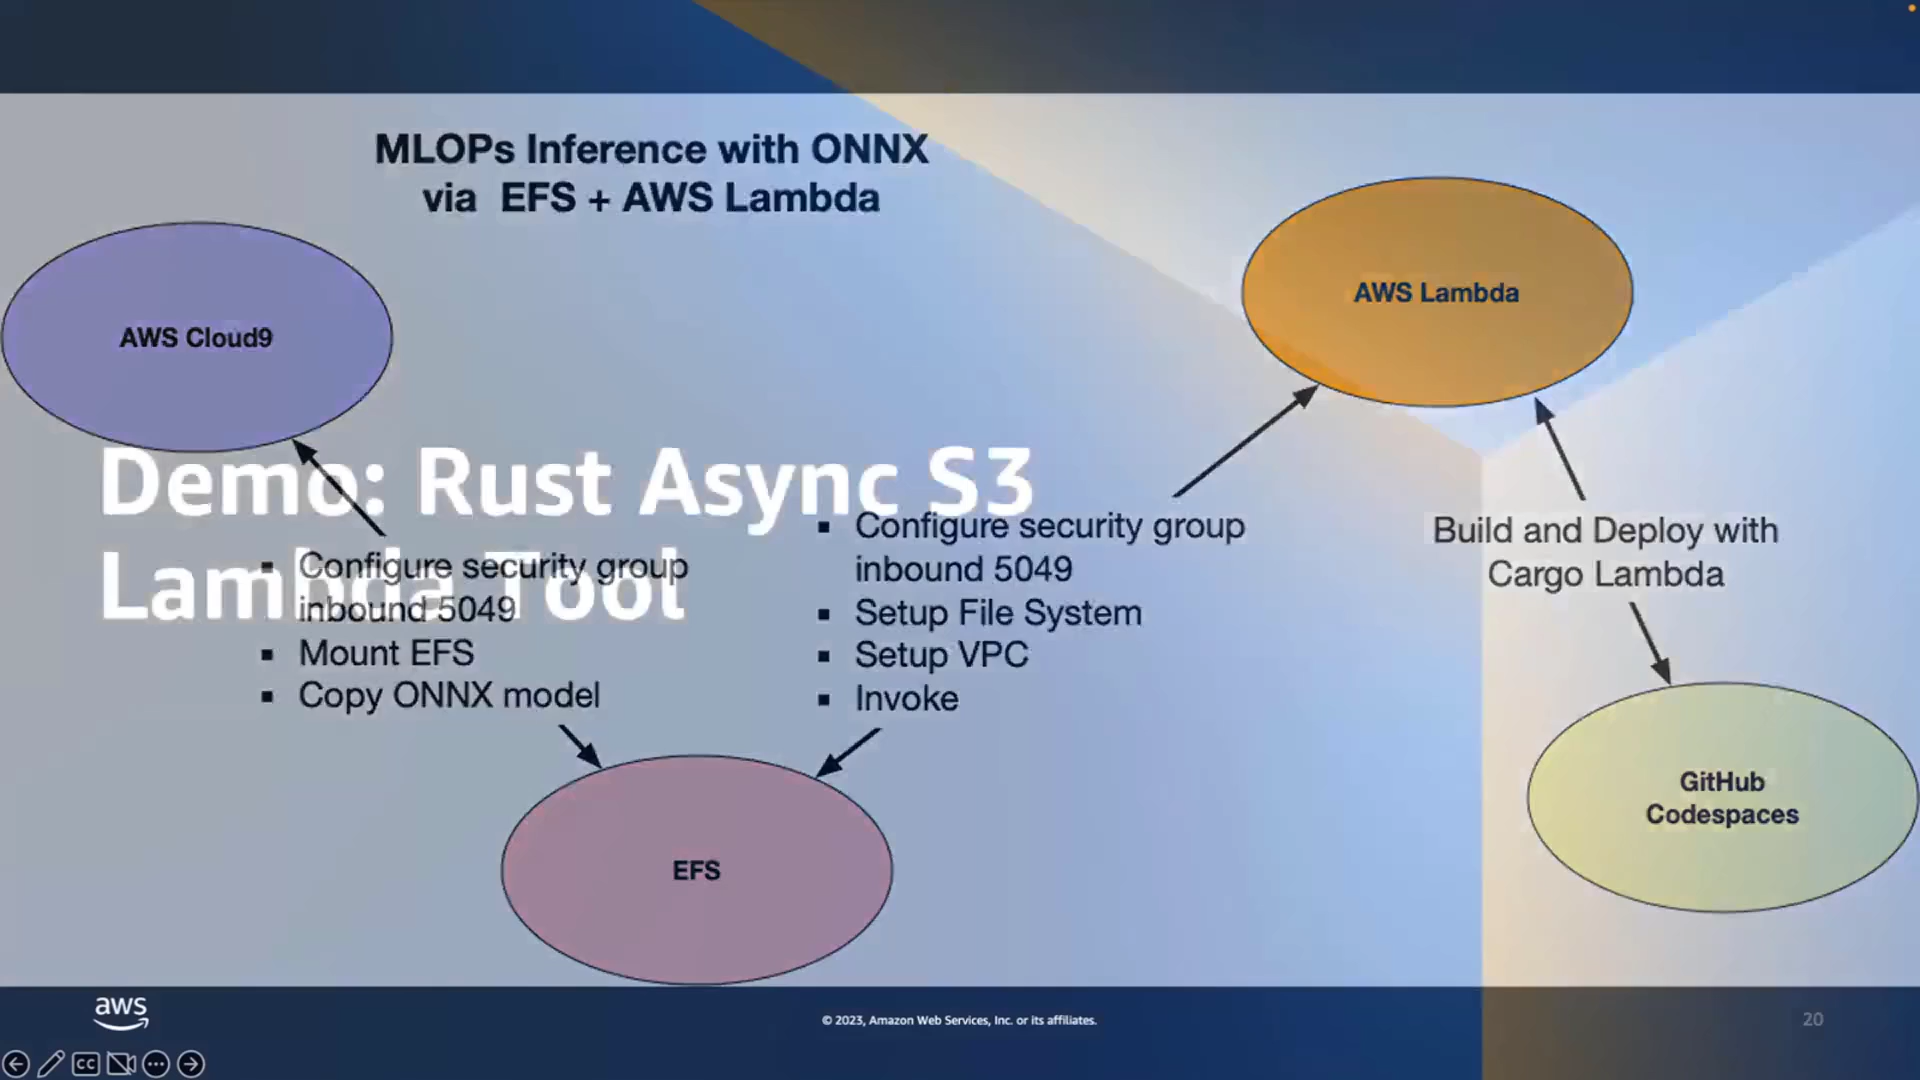 MLOPs Inference with ONNX
via EFS + AWS Lambda
AWS Cloud9
AWS Lambda
Demo: Rust Async S3
Lambda Tool
▪ Configure security group
inbound 5049
▪ Mount EFS
▪ Copy ONNX model
▪ Configure security group
inbound 5049
▪ Setup File System
▪ Setup VPC
▪ Invoke
Build and Deploy with
Cargo Lambda
EFS
GitHub
Codespaces
aws
© 2023, Amazon Web Services, Inc. or its affiliates.
20
CC